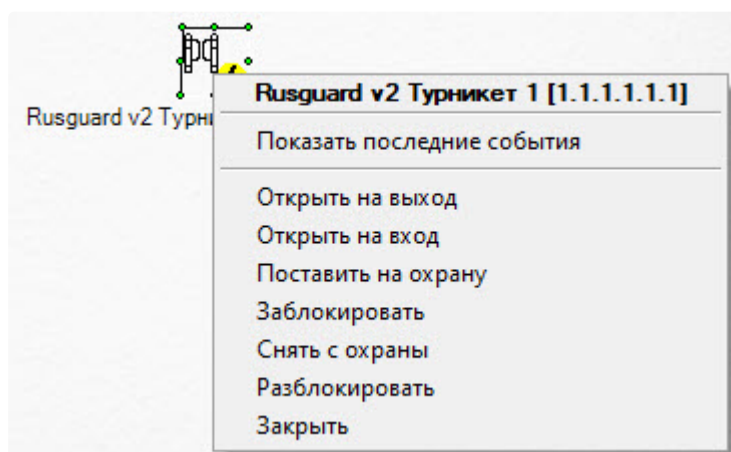 Rusguard v2 Турникет 1 [1.1.1.1.1.1]
Rusguard v2 Турн
Показать последние события
Открыть на выход
Открыть на вход
Поставить на охрану
Заблокировать
Снять с охраны
Разблокировать
Закрыть